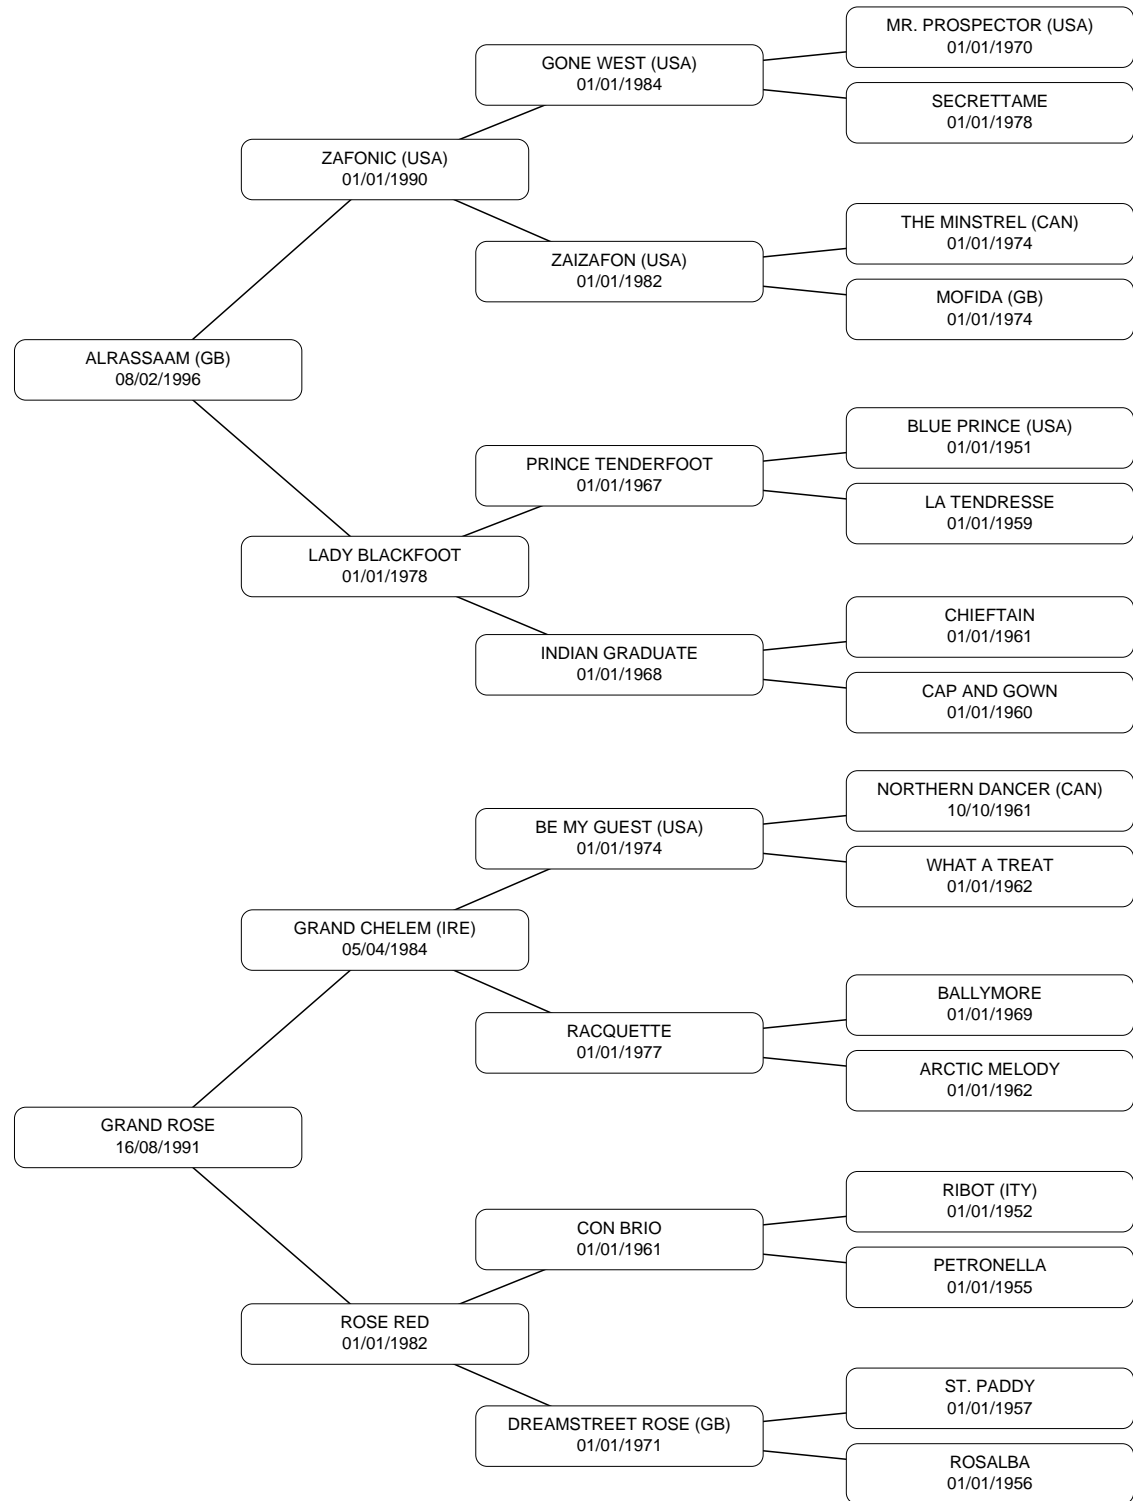 MR. PROSPECTOR (USA)
01/01/1970
GONE WEST (USA)
01/01/1984
SECRETTAME
01/01/1978
ZAFONIC (USA)
01/01/1990
THE MINSTREL (CAN)
01/01/1974
ZAIZAFON (USA)
01/01/1982
MOFIDA (GB)
01/01/1974
ALRASSAAM (GB)
08/02/1996
BLUE PRINCE (USA)
01/01/1951
PRINCE TENDERFOOT
01/01/1967
LA TENDRESSE
01/01/1959
LADY BLACKFOOT
01/01/1978
CHIEFTAIN
01/01/1961
INDIAN GRADUATE
01/01/1968
CAP AND GOWN
01/01/1960
NORTHERN DANCER (CAN)
10/10/1961
BE MY GUEST (USA)
01/01/1974
WHAT A TREAT
01/01/1962
GRAND CHELEM (IRE)
05/04/1984
BALLYMORE
01/01/1969
RACQUETTE
01/01/1977
ARCTIC MELODY
01/01/1962
GRAND ROSE
16/08/1991
RIBOT (ITY)
01/01/1952
CON BRIO
01/01/1961
PETRONELLA
01/01/1955
ROSE RED
01/01/1982
ST. PADDY
01/01/1957
DREAMSTREET ROSE (GB)
01/01/1971
ROSALBA
01/01/1956